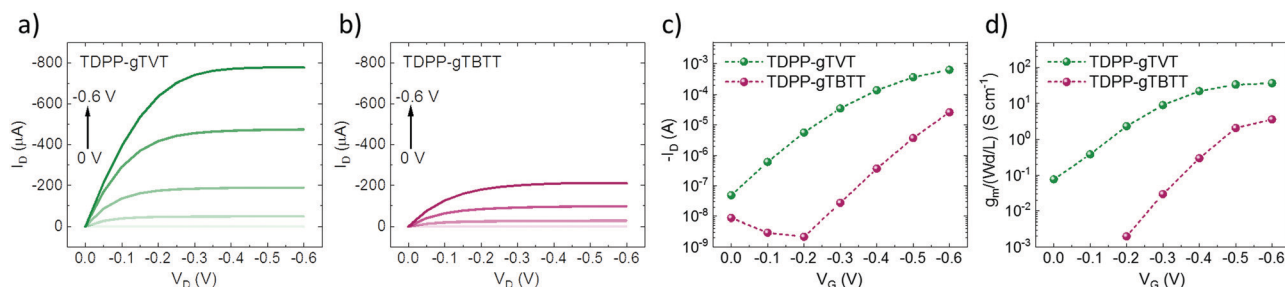 a)
TDPP-gTVT
-0.6 V
0 V
-800
-600
-400
-200
0
I_D (µA)
0.0 -0.1 -0.2 -0.3 -0.4 -0.5 -0.6
V_D (V)
b)
TDPP-gTBTT
-0.6 V
0 V
-800
-600
-400
-200
0
I_D (µA)
0.0 -0.1 -0.2 -0.3 -0.4 -0.5 -0.6
V_D (V)
c)
TDPP-gTVT
TDPP-gTBTT
10⁻³
10⁻⁴
10⁻⁵
10⁻⁶
10⁻⁷
10⁻⁸
10⁻⁹
-I_D (A)
0.0 -0.1 -0.2 -0.3 -0.4 -0.5 -0.6
V_G (V)
d)
TDPP-gTVT
TDPP-gTBTT
10²
10¹
10⁰
10⁻¹
10⁻²
10⁻³
g_m/(Wd/L) (S cm⁻¹)
0.0 -0.1 -0.2 -0.3 -0.4 -0.5 -0.6
V_G (V)